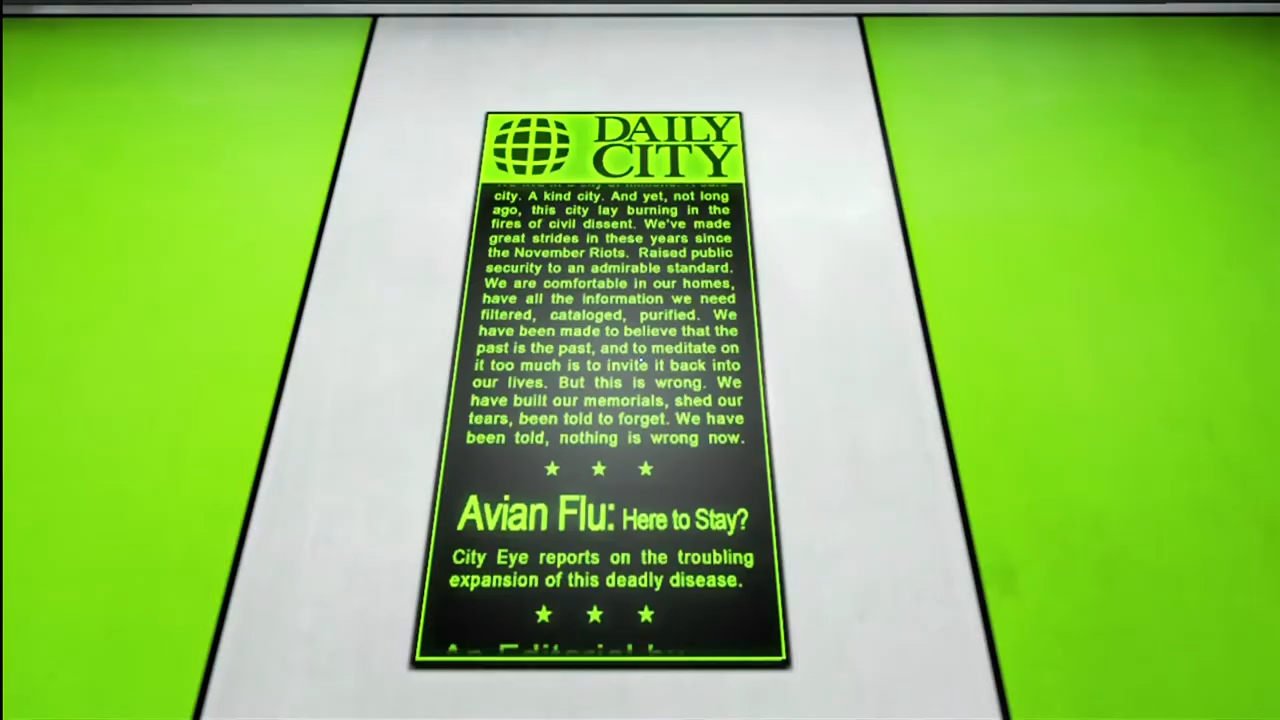 DAILY
CITY
city. A kind city. And yet, not long
ago, this city lay burning in the
fires of civil dissent. We've made
great strides in these years since
the November Riots. Raised public
security to an admirable standard.
We are comfortable in our homes,
have all the information we need
filtered, cataloged, purified. We
have been made to believe that the
past is the past, and to meditate on
it too much is to invite it back into
our lives. But this is wrong. We
have built our memorials, shed our
tears, been told to forget. We have
been told, nothing is wrong now.
★ ★ ★
Avian Flu: Here to Stay?
City Eye reports on the troubling
expansion of this deadly disease.
★ ★ ★
An Editorial by